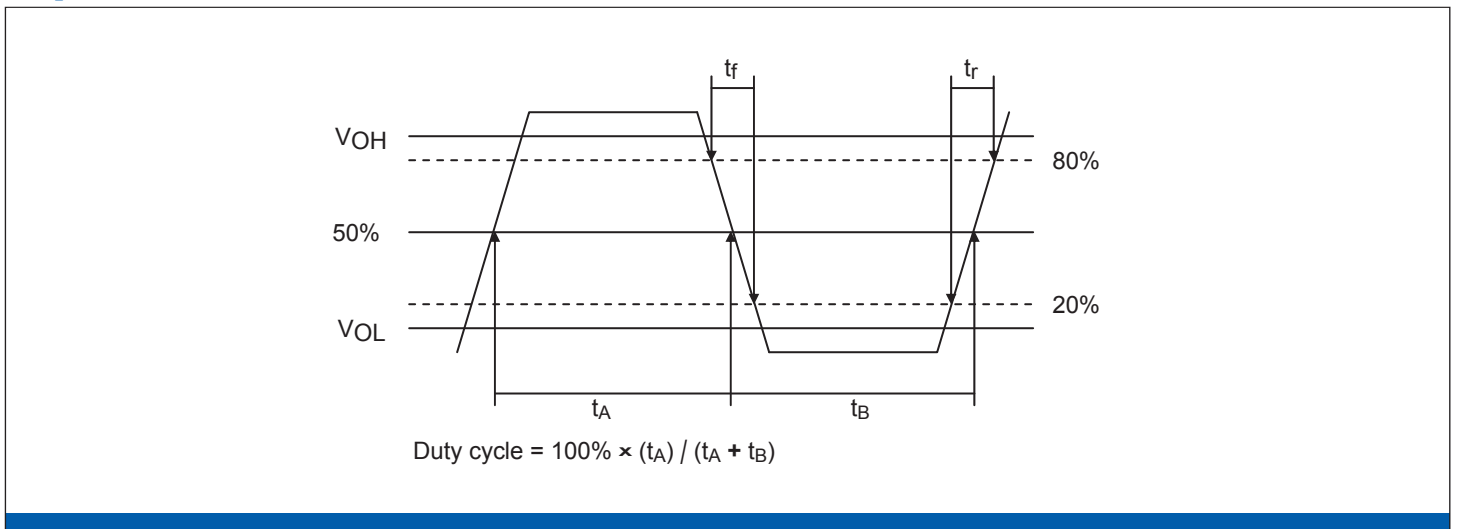 tf
tr
VOH
80%
50%
20%
VOL
tA
tB
Duty cycle = 100% × (tA) / (tA + tB)